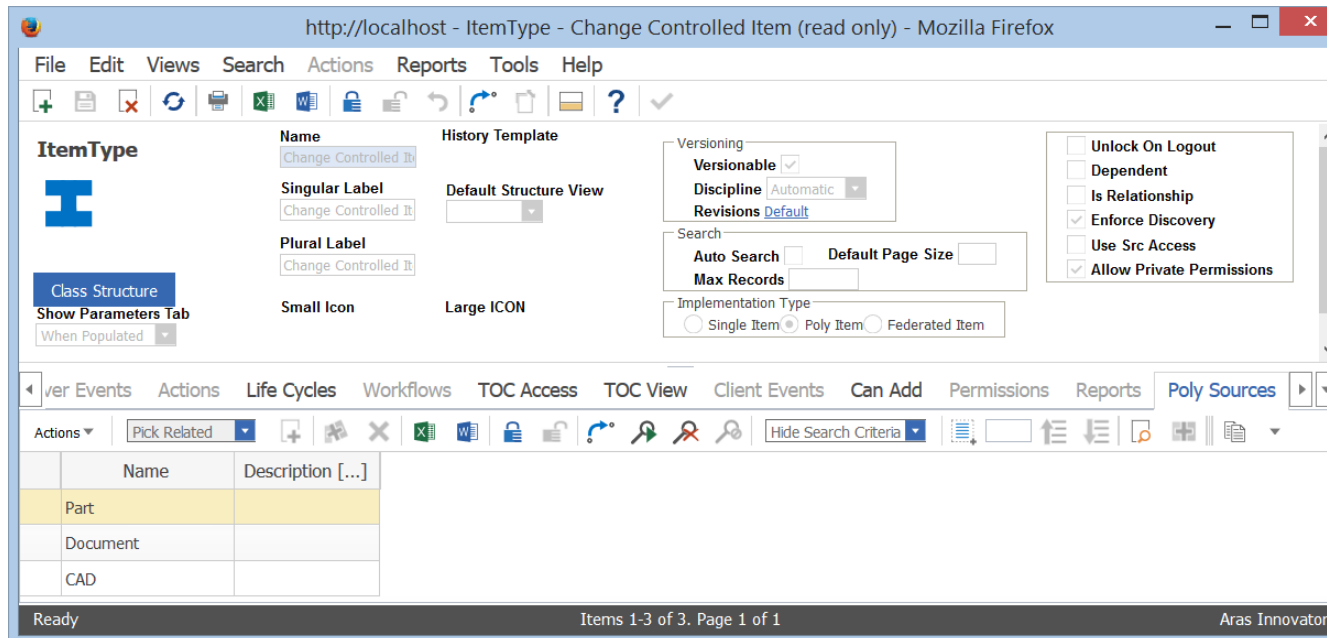 http://localhost - ItemType - Change Controlled Item (read only) - Mozilla Firefox
File Edit Views Search Actions Reports Tools Help
ItemType
Class Structure
Show Parameters Tab
When Populated
Name
Change Controlled It
Singular Label
Change Controlled It
Plural Label
Change Controlled It
Small Icon
History Template
Default Structure View
Large ICON
Versioning
Versionable
Discipline Automatic
Revisions Default
Search
Auto Search Default Page Size
Max Records
Implementation Type
Single Item Poly Item Federated Item
Unlock On Logout
Dependent
Is Relationship
Enforce Discovery
Use Src Access
Allow Private Permissions
ver Events Actions Life Cycles Workflows TOC Access TOC View Client Events Can Add Permissions Reports Poly Sources
Actions Pick Related Hide Search Criteria
Name Description [...]
Part
Document
CAD
Ready Items 1-3 of 3. Page 1 of 1 Aras Innovator